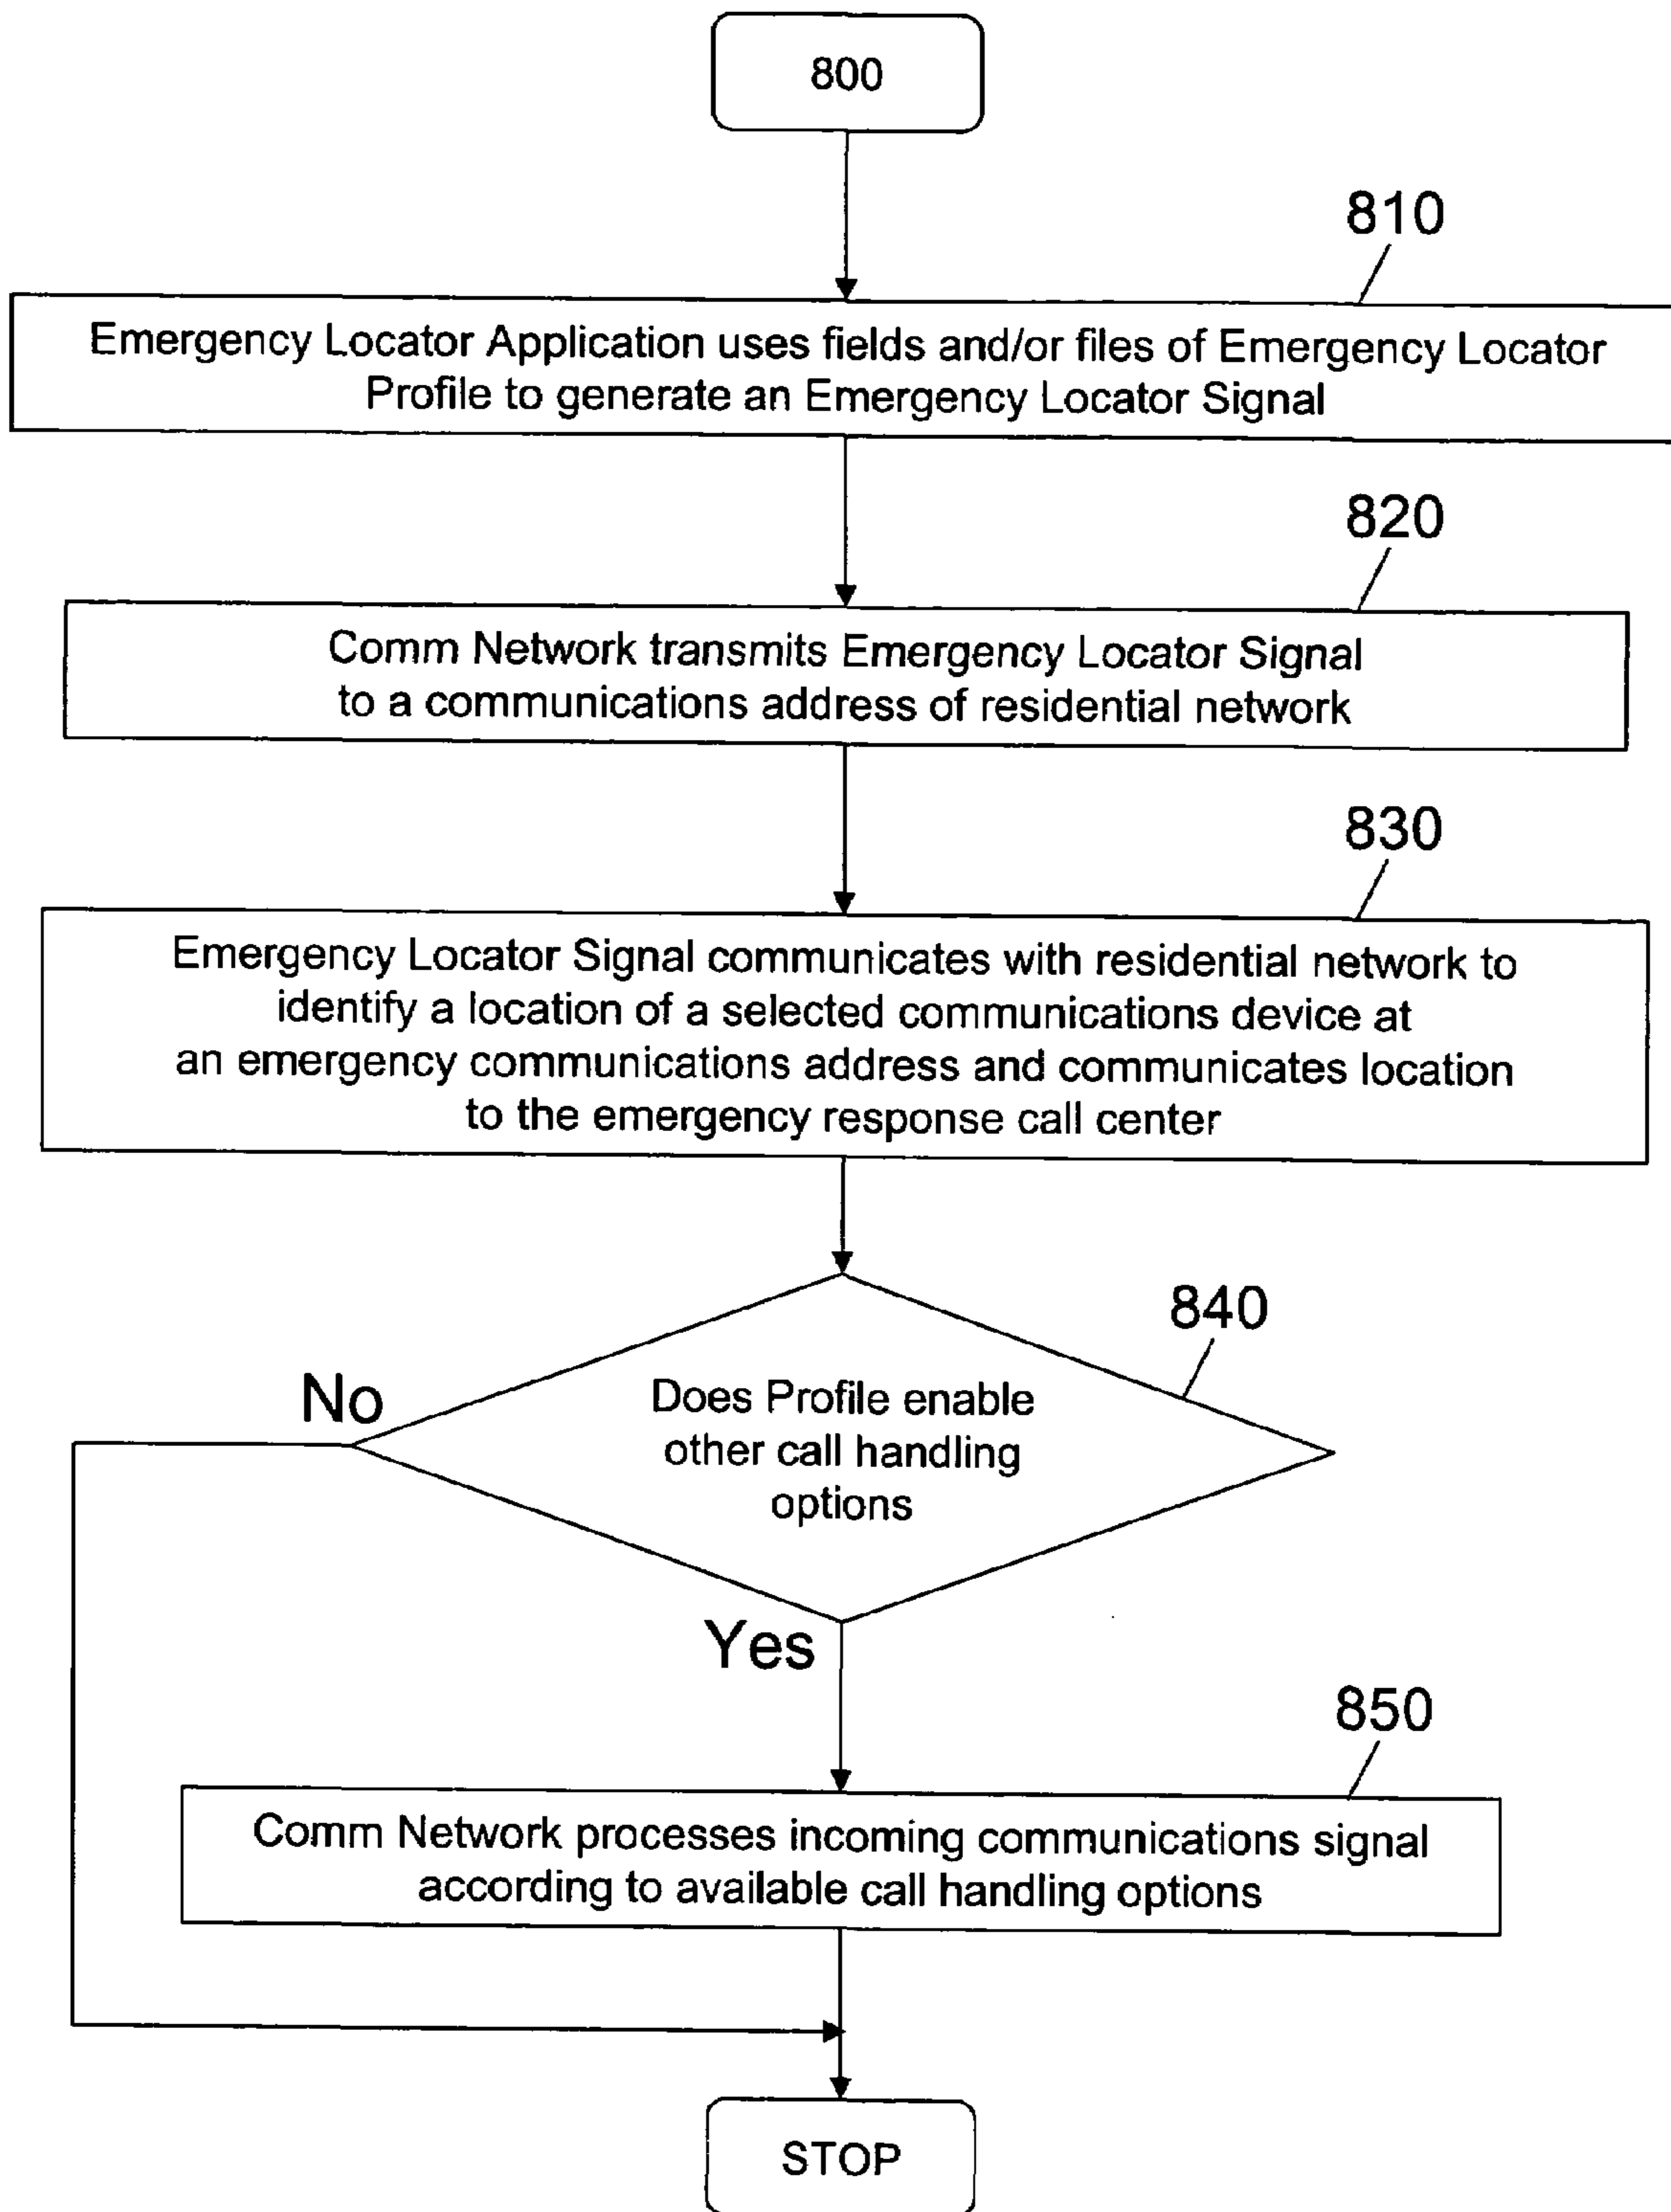 800
810
Emergency Locator Application uses fields and/or files of Emergency Locator
Profile to generate an Emergency Locator Signal
820
Comm Network transmits Emergency Locator Signal
to a communications address of residential network
830
Emergency Locator Signal communicates with residential network to
identify a location of a selected communications device at
an emergency communications address and communicates location
to the emergency response call center
840
Does Profile enable
other call handling
options
No
Yes
850
Comm Network processes incoming communications signal
according to available call handling options
STOP